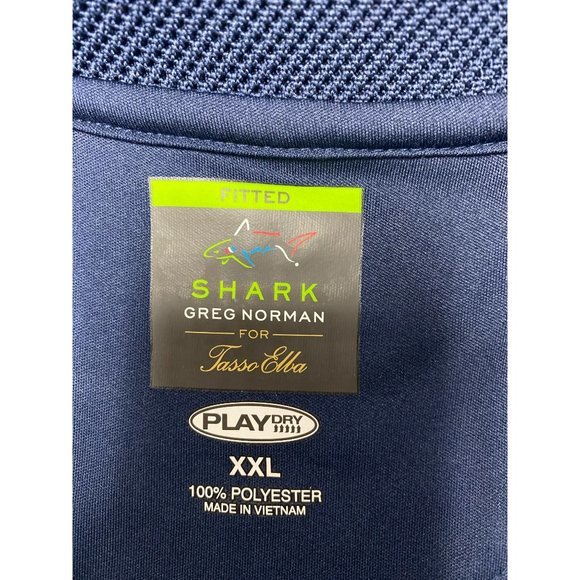 FITTED
SHARK
GREG NORMAN
FOR
Tasso Elba
PLAYDRY
XXL
100% POLYESTER
MADE IN VIETNAM